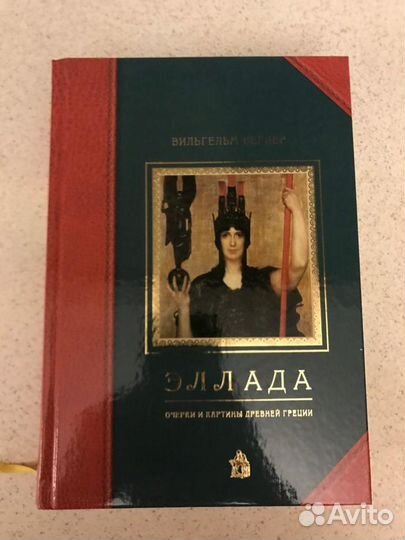 ВИЛЬГЕЛЬМ ВЕГНЕР
ЭЛЛАДА
ОЧЕРКИ И КАРТИНЫ ДРЕВНЕЙ ГРЕЦИИ
Avito